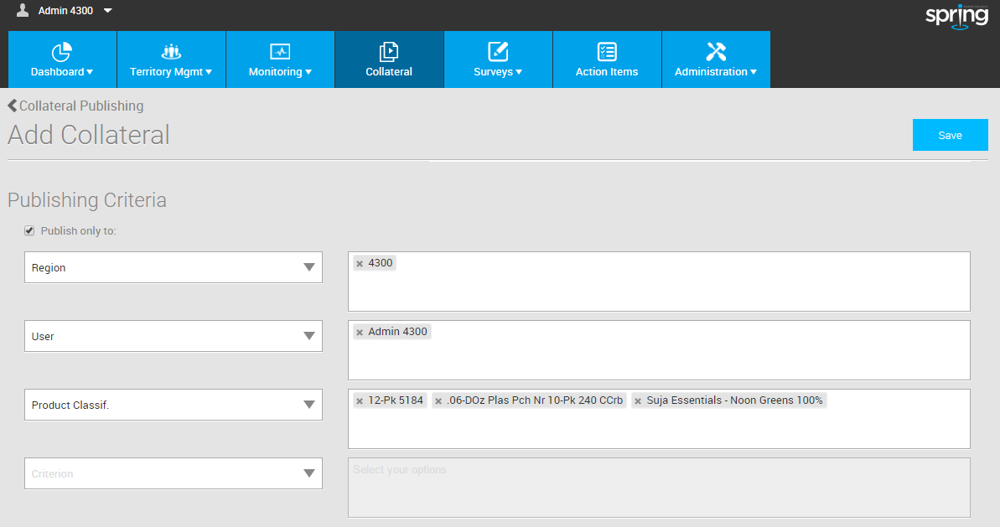 Admin 4300
spring
Dashboard
Territory Mgmt
Monitoring
Collateral
Surveys
Action Items
Administration
Collateral Publishing
Add Collateral
Save
Publishing Criteria
Publish only to:
Region
4300
User
Admin 4300
Product Classif.
12-Pk 5184 .06-DOz Plas Pch Nr 10-Pk 240 CCrb Suja Essentials - Noon Greens 100%
Criterion
Select your options